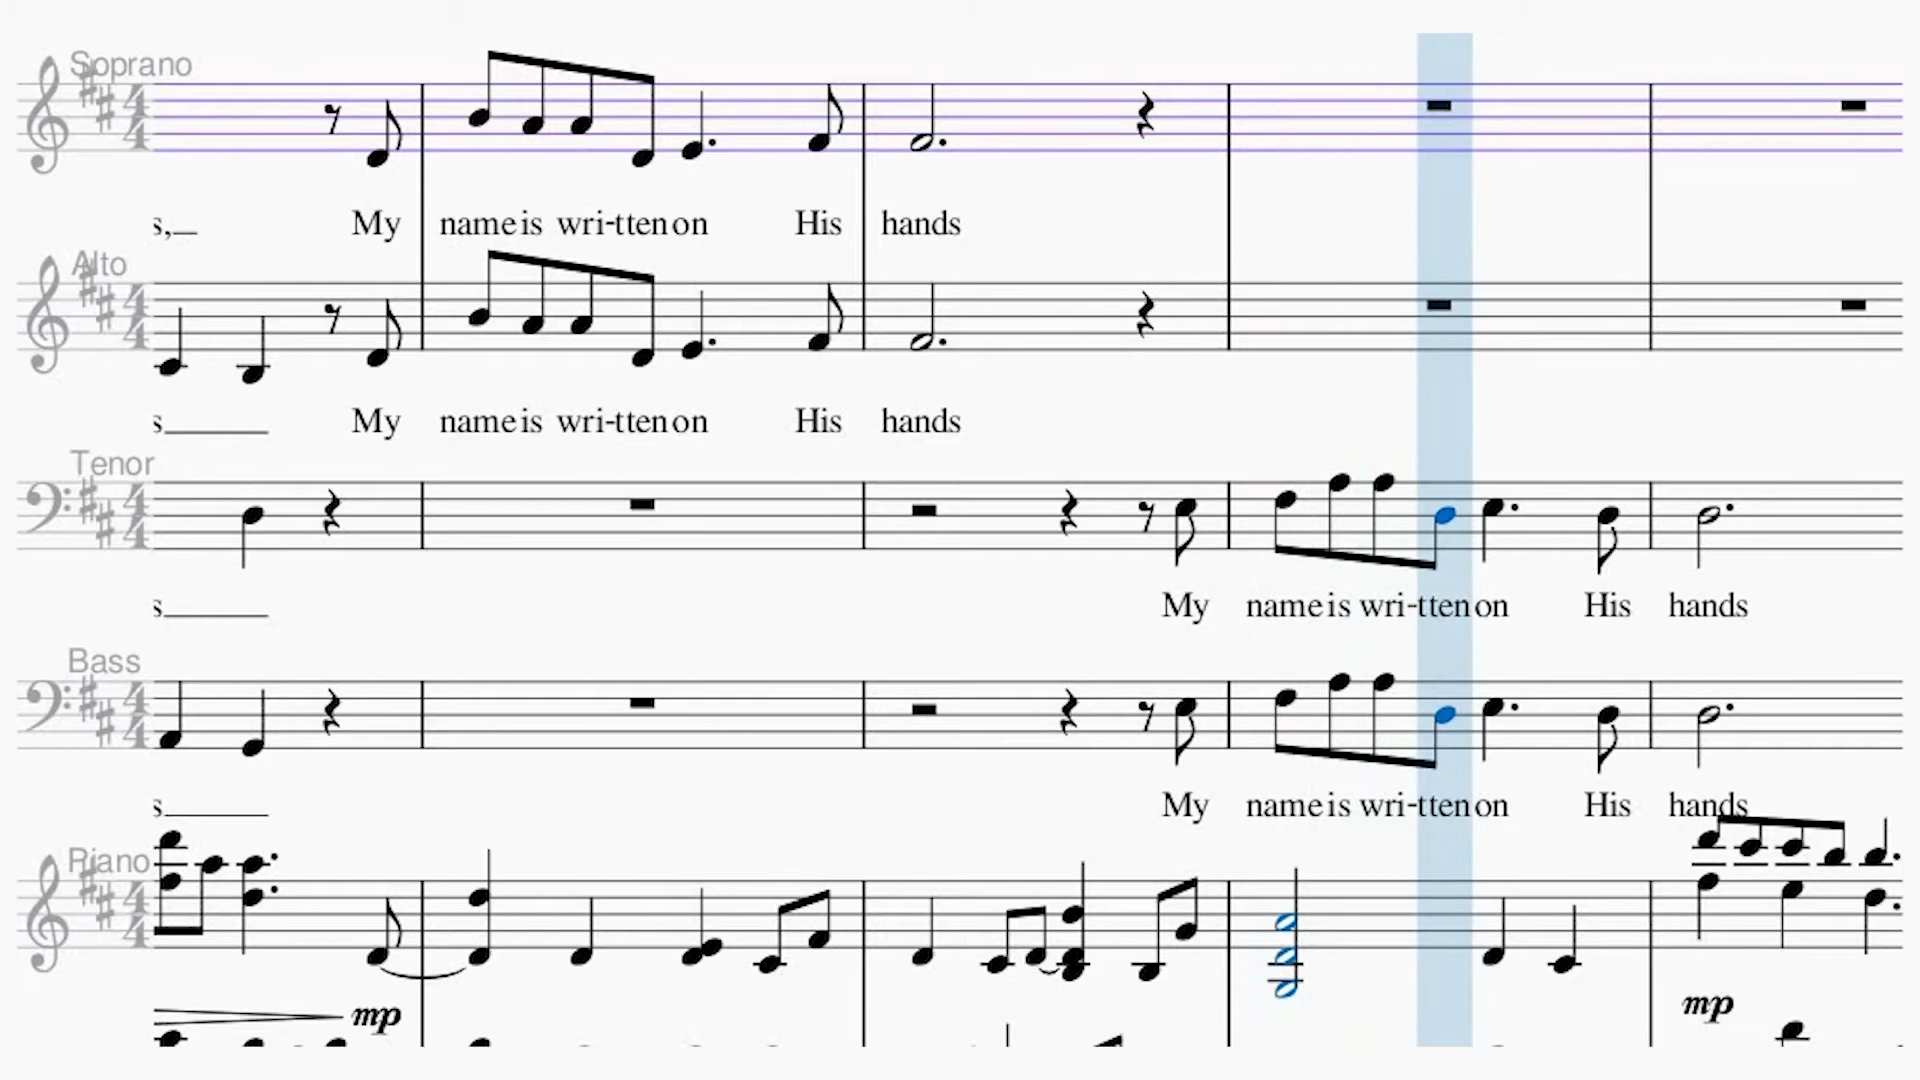 Soprano
s, My name is wri-tten on His hands
Alto
s My name is wri-tten on His hands
Tenor
s My name is wri-tten on His hands
Bass
s My name is wri-tten on His hands
Piano
mp mp